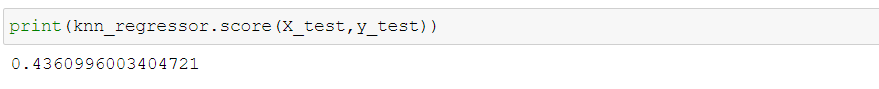 print(knn_regressor.score(X_test,y_test))
0.4360996003404721